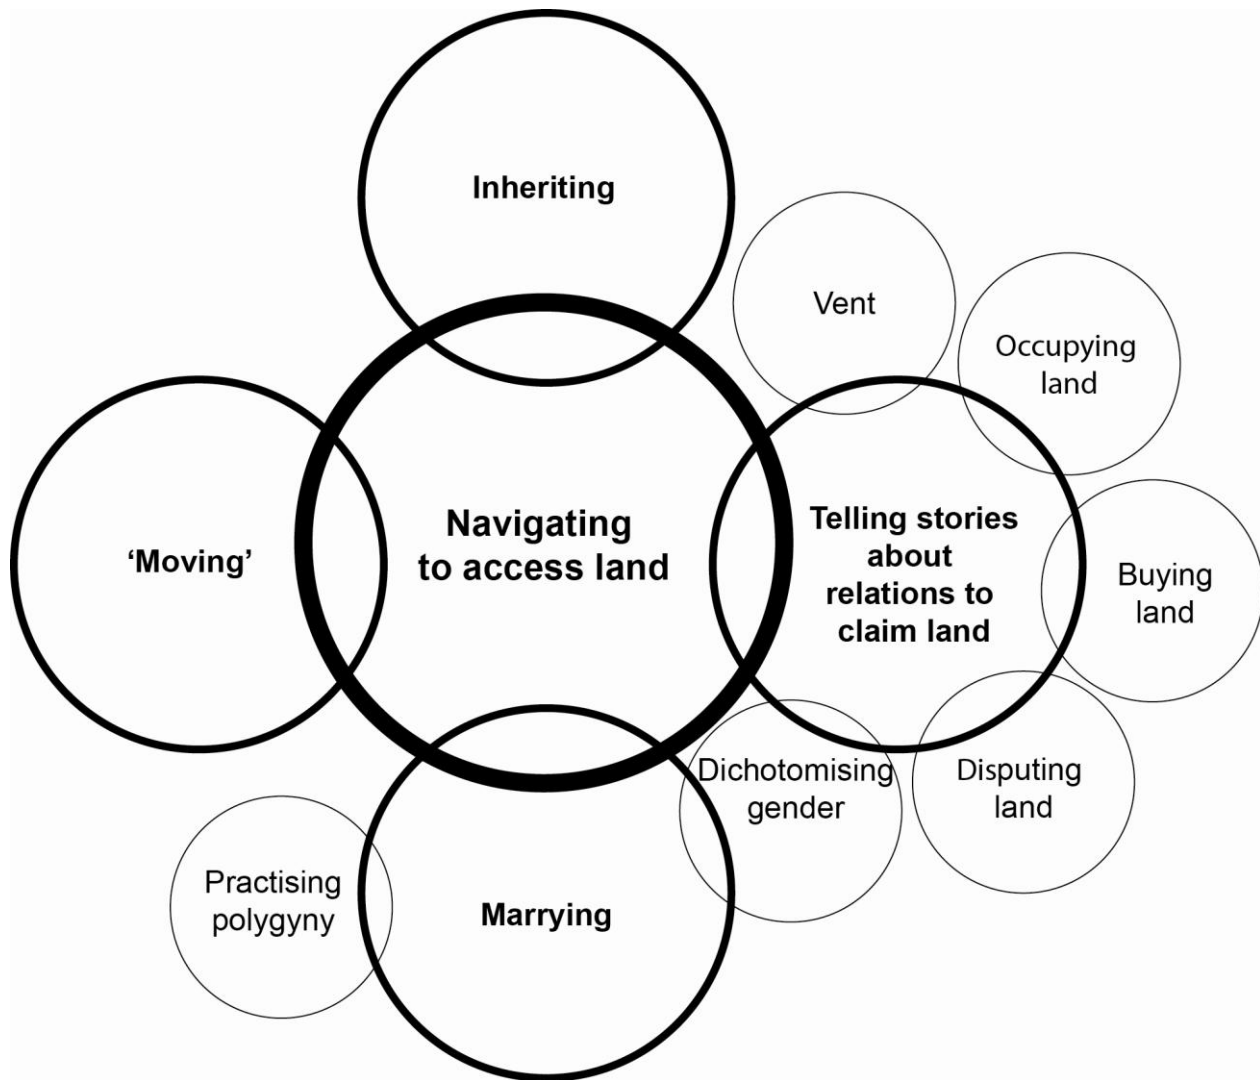 Inheriting
Vent
Occupying
land
Navigating
to access land
‘Moving’
Telling stories
about
relations to
claim land
Buying
land
Dichotomising
gender
Disputing
land
Practising
polygyny
Marrying